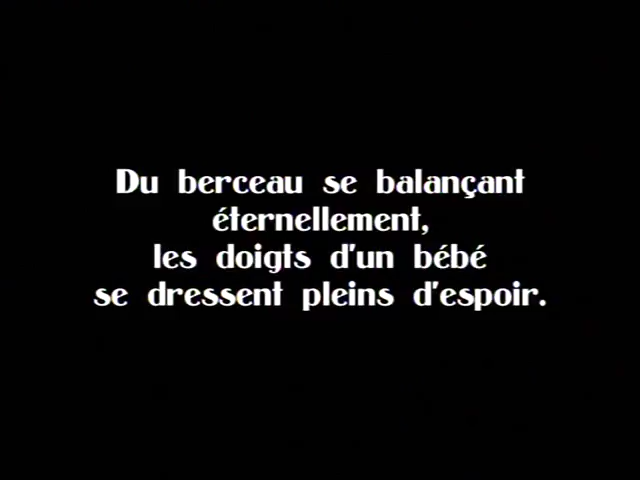 Du berceau se balançant
éternellement,
les doigts d'un bébé
se dressent pleins d'espoir.